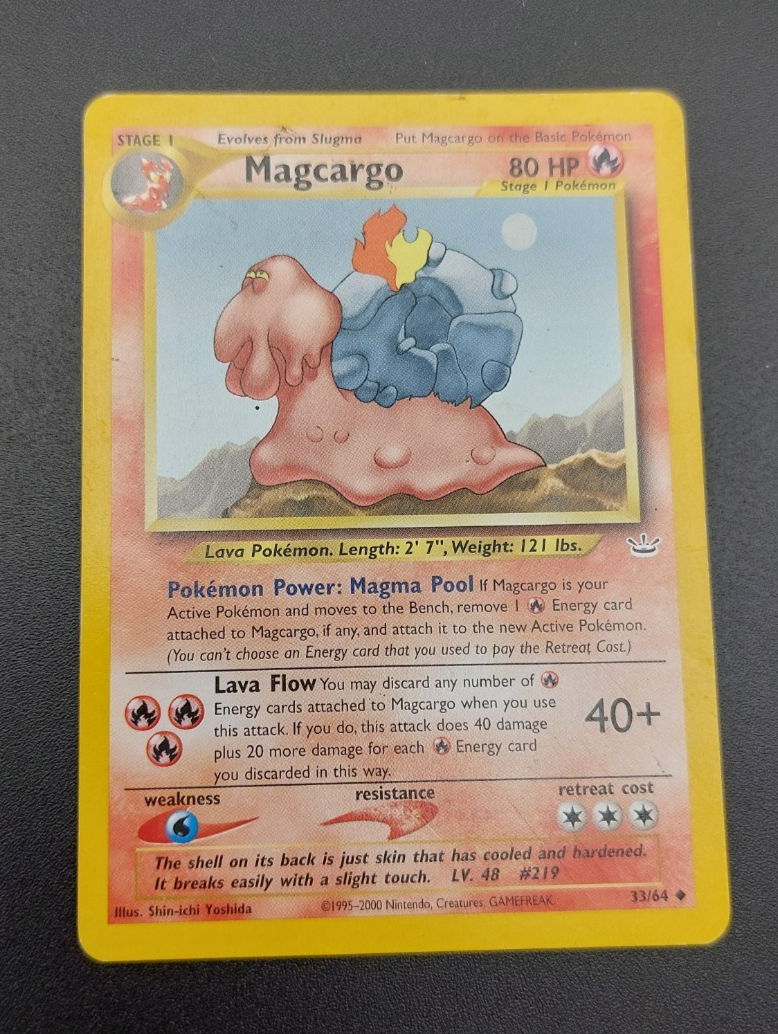 STAGE 1 Evolves from Slugma Put Magcargo on the Basic Pokémon
Magcargo 80 HP
Stage 1 Pokémon
Lava Pokémon. Length: 2' 7", Weight: 121 lbs.
Pokémon Power: Magma Pool If Magcargo is your
Active Pokémon and moves to the Bench, remove 1 Energy card
attached to Magcargo, if any, and attach it to the new Active Pokémon.
(You can't choose an Energy card that you used to pay the Retreat Cost.)
Lava Flow You may discard any number of
Energy cards attached to Magcargo when you use
this attack. If you do, this attack does 40 damage
plus 20 more damage for each Energy card
you discarded in this way.
40+
weakness resistance retreat cost
The shell on its back is just skin that has cooled and hardened.
It breaks easily with a slight touch. LV. 48 #219
Illus. Shin-ichi Yoshida ©1995-2000 Nintendo, Creatures, GAMEFREAK. 33/64